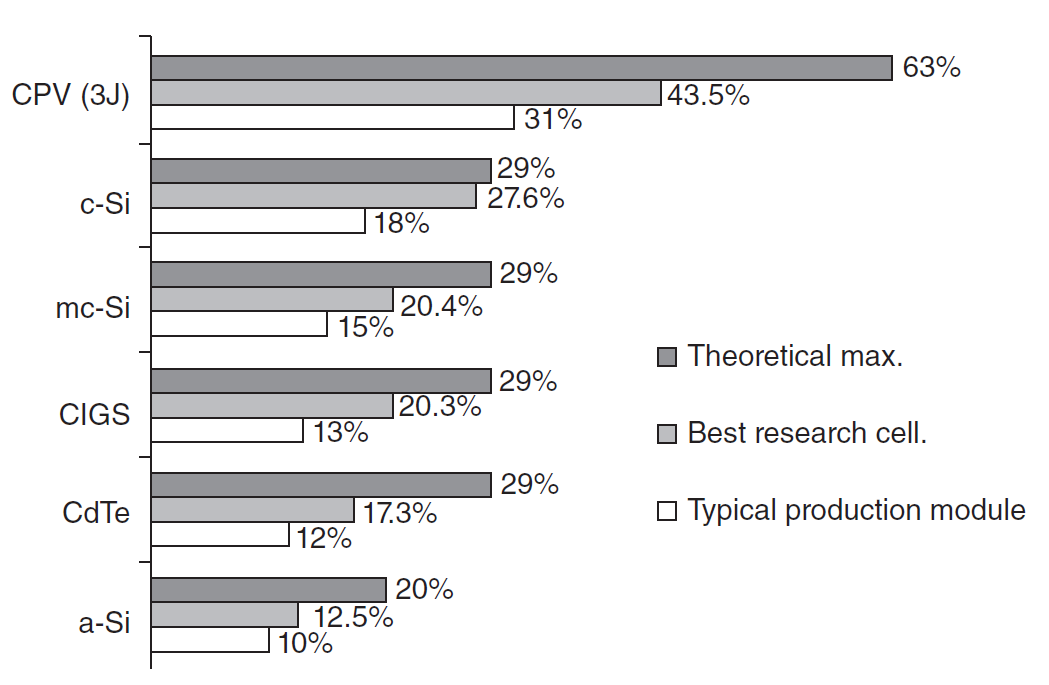 63%
CPV (3J)
43.5%
31%
29%
c-Si
27.6%
18%
29%
mc-Si
20.4%
15%
29%
CIGS
20.3%
13%
29%
CdTe
17.3%
12%
20%
a-Si
12.5%
10%
Theoretical max.
Best research cell.
Typical production module